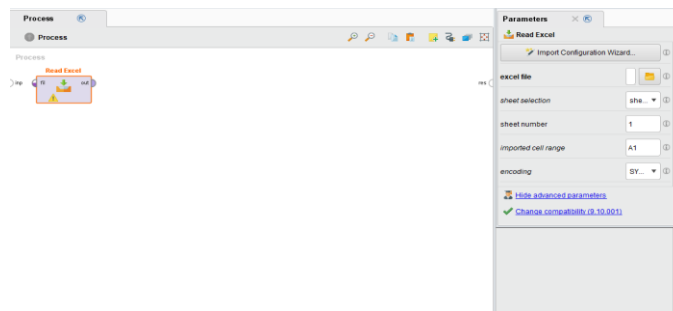 Process
Process
Process
Read Excel
inp
fil
out
res
Parameters
Read Excel
Import Configuration Wizard...
excel file
sheet selection
she...
sheet number
1
imported cell range
A1
encoding
SY...
Hide advanced parameters
Change compatibility (9.10.001)